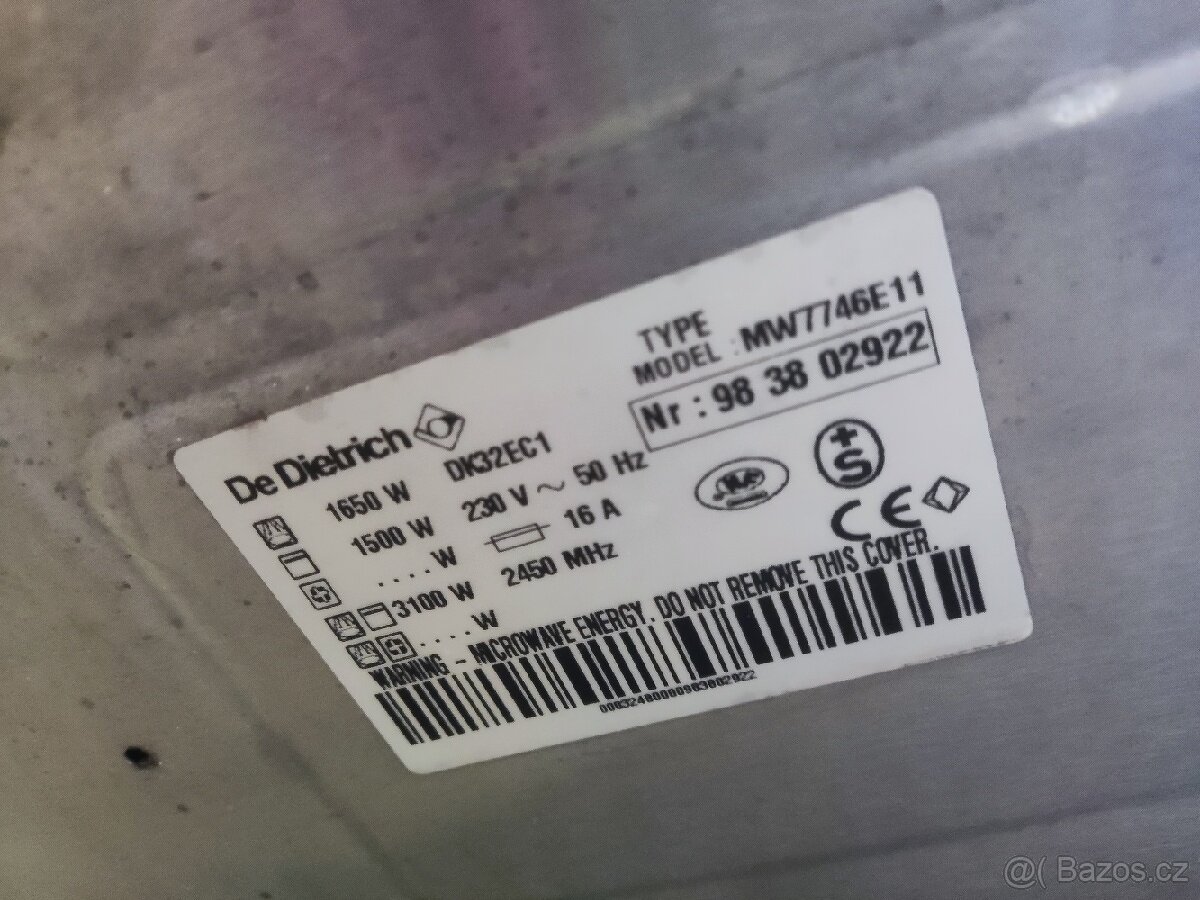 TYPE
MODEL : MW7746E11
Nr : 98 38 02922
De Dietrich
DK32EC1
1650 W
1500 W 230 V ~ 50 Hz
. . . . W 16 A
3100 W 2450 MHz
. . . . W
+S
CE
WARNING - MICROWAVE ENERGY. DO NOT REMOVE THIS COVER.
@( Bazos.cz